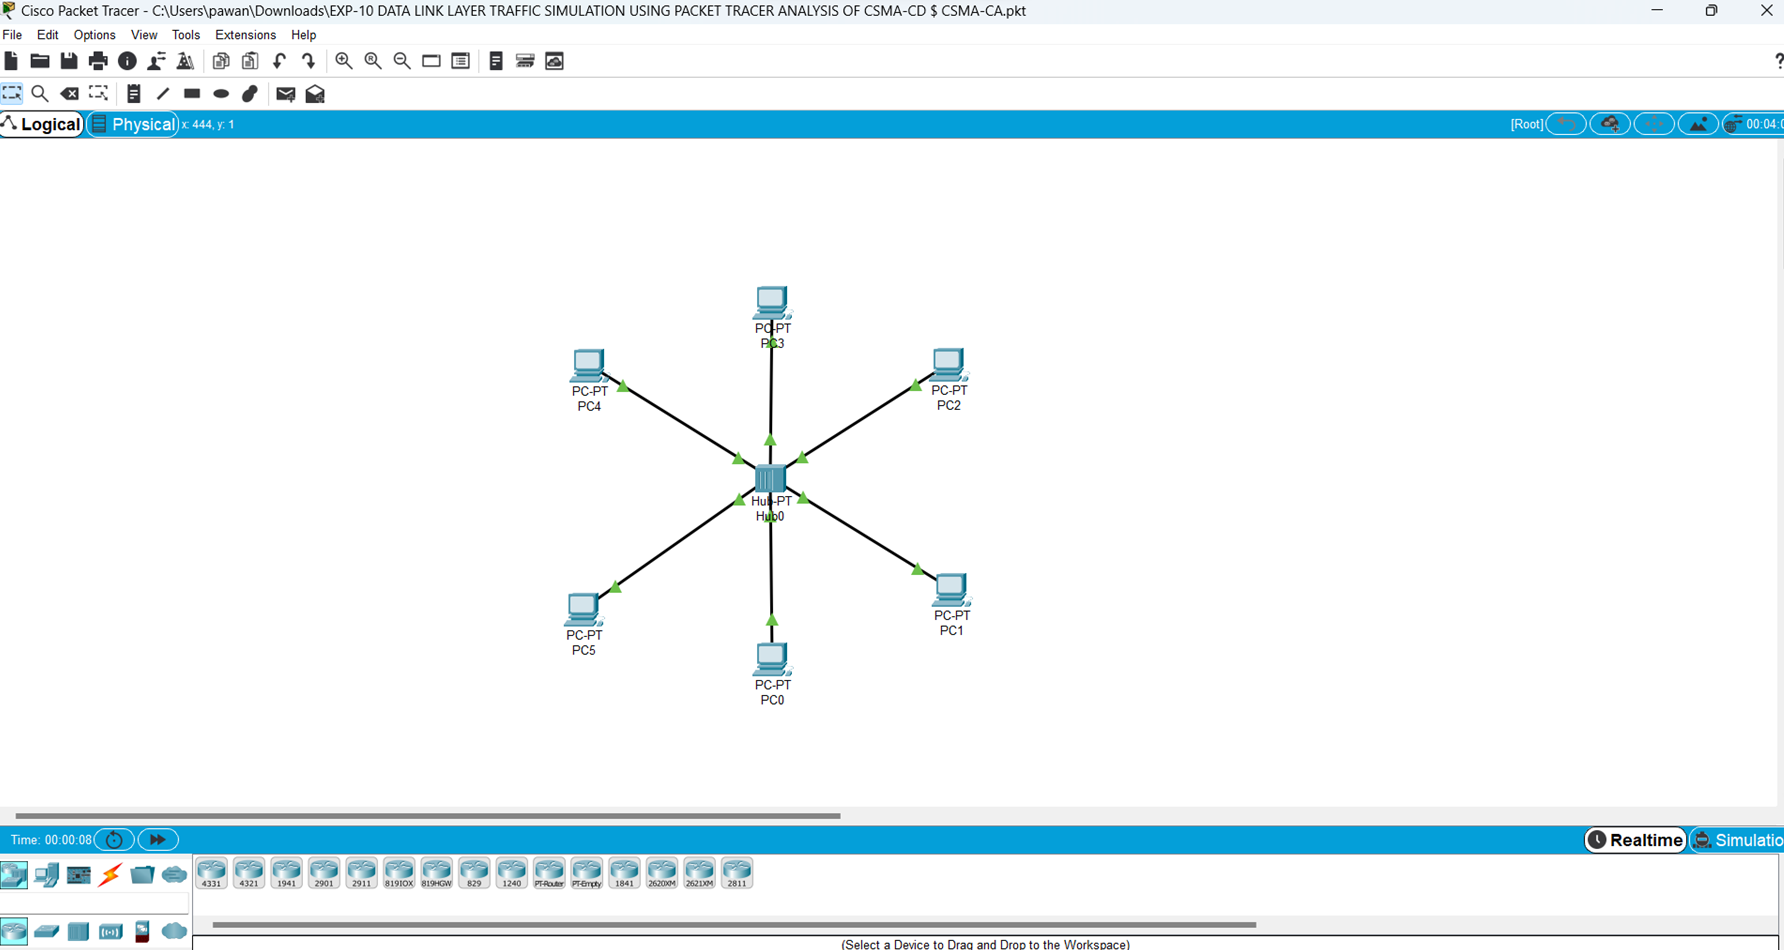 Cisco Packet Tracer - C:\Users\pawan\Downloads\EXP-10 DATA LINK LAYER TRAFFIC SIMULATION USING PACKET TRACER ANALYSIS OF CSMA-CD $ CSMA-CA.pkt
File Edit Options View Tools Extensions Help
Logical Physical x: 444, y: 1 [Root] 00:04:0
PC-PT
PC3
PC-PT
PC4
PC-PT
PC2
Hub-PT
Hub0
PC-PT
PC1
PC-PT
PC5
PC-PT
PC0
Time: 00:00:08 Realtime Simulatio
4331 4321 1941 2901 2911 819IOX 819HGW 829 1240 PT-Router PT-Empty 1841 2620XM 2621XM 2811
(Select a Device to Drag and Drop to the Workspace)